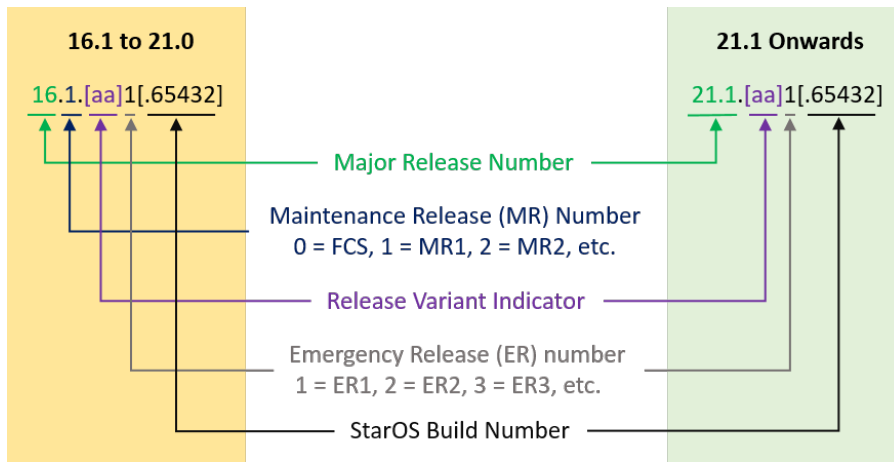 16.1 to 21.0
21.1 Onwards
16.1.[aa]1[.65432]
21.1.[aa]1[.65432]
Major Release Number
Maintenance Release (MR) Number
0 = FCS, 1 = MR1, 2 = MR2, etc.
Release Variant Indicator
Emergency Release (ER) number
1 = ER1, 2 = ER2, 3 = ER3, etc.
StarOS Build Number